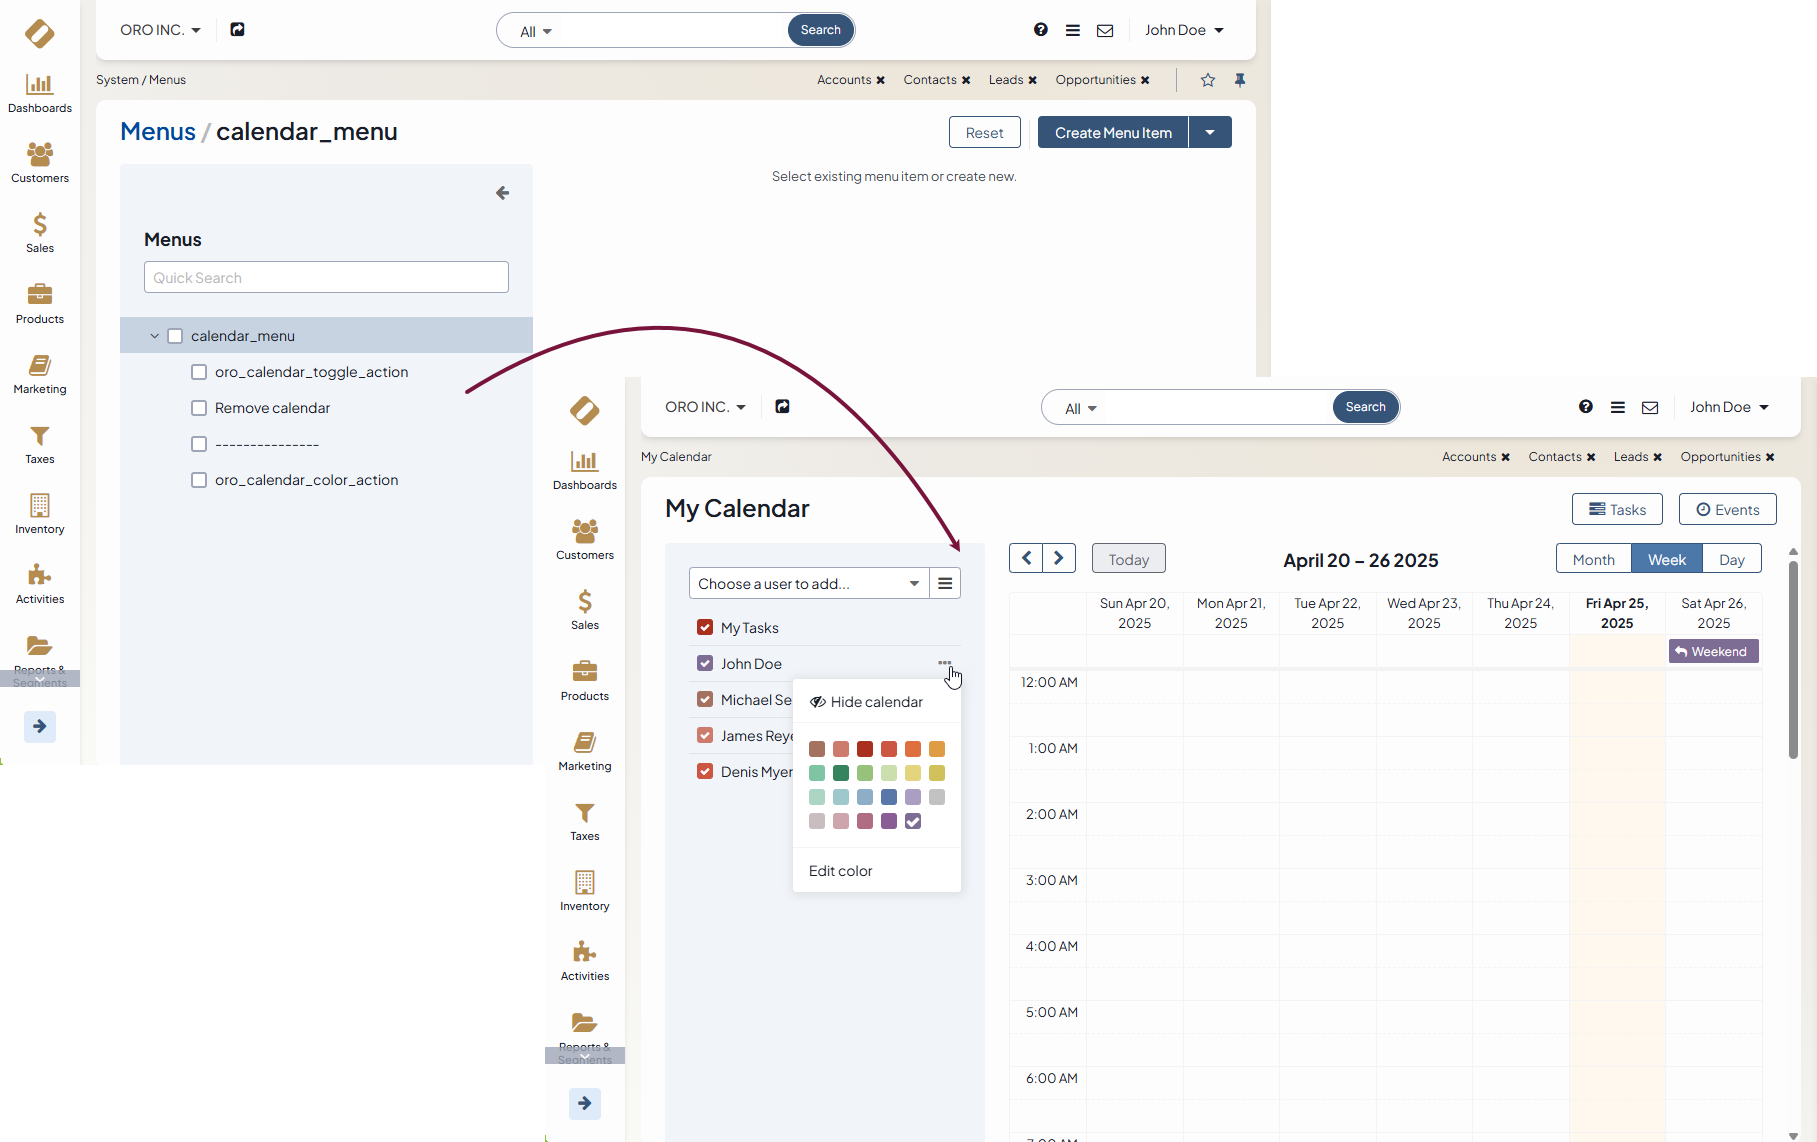 ORO INC.
All
Search
John Doe
System / Menus
Accounts
Contacts
Leads
Opportunities
Menus / calendar_menu
Reset
Create Menu Item
Select existing menu item or create new.
Dashboards
Customers
Sales
Products
Marketing
Taxes
Inventory
Activities
Reports &
Segments
Menus
Quick Search
calendar_menu
oro_calendar_toggle_action
Remove calendar
---------------
oro_calendar_color_action
ORO INC.
All
Search
John Doe
My Calendar
Accounts
Contacts
Leads
Opportunities
Dashboards
Customers
Sales
Products
Marketing
Taxes
Inventory
Activities
Reports &
Segments
My Calendar
Tasks
Events
Choose a user to add...
My Tasks
John Doe
Michael Se
James Reye
Denis Myer
Hide calendar
Edit color
Today
April 20 – 26 2025
Month
Week
Day
Sun Apr 20,
2025
Mon Apr 21,
2025
Tue Apr 22,
2025
Wed Apr 23,
2025
Thu Apr 24,
2025
Fri Apr 25,
2025
Sat Apr 26,
2025
Weekend
12:00 AM
1:00 AM
2:00 AM
3:00 AM
4:00 AM
5:00 AM
6:00 AM